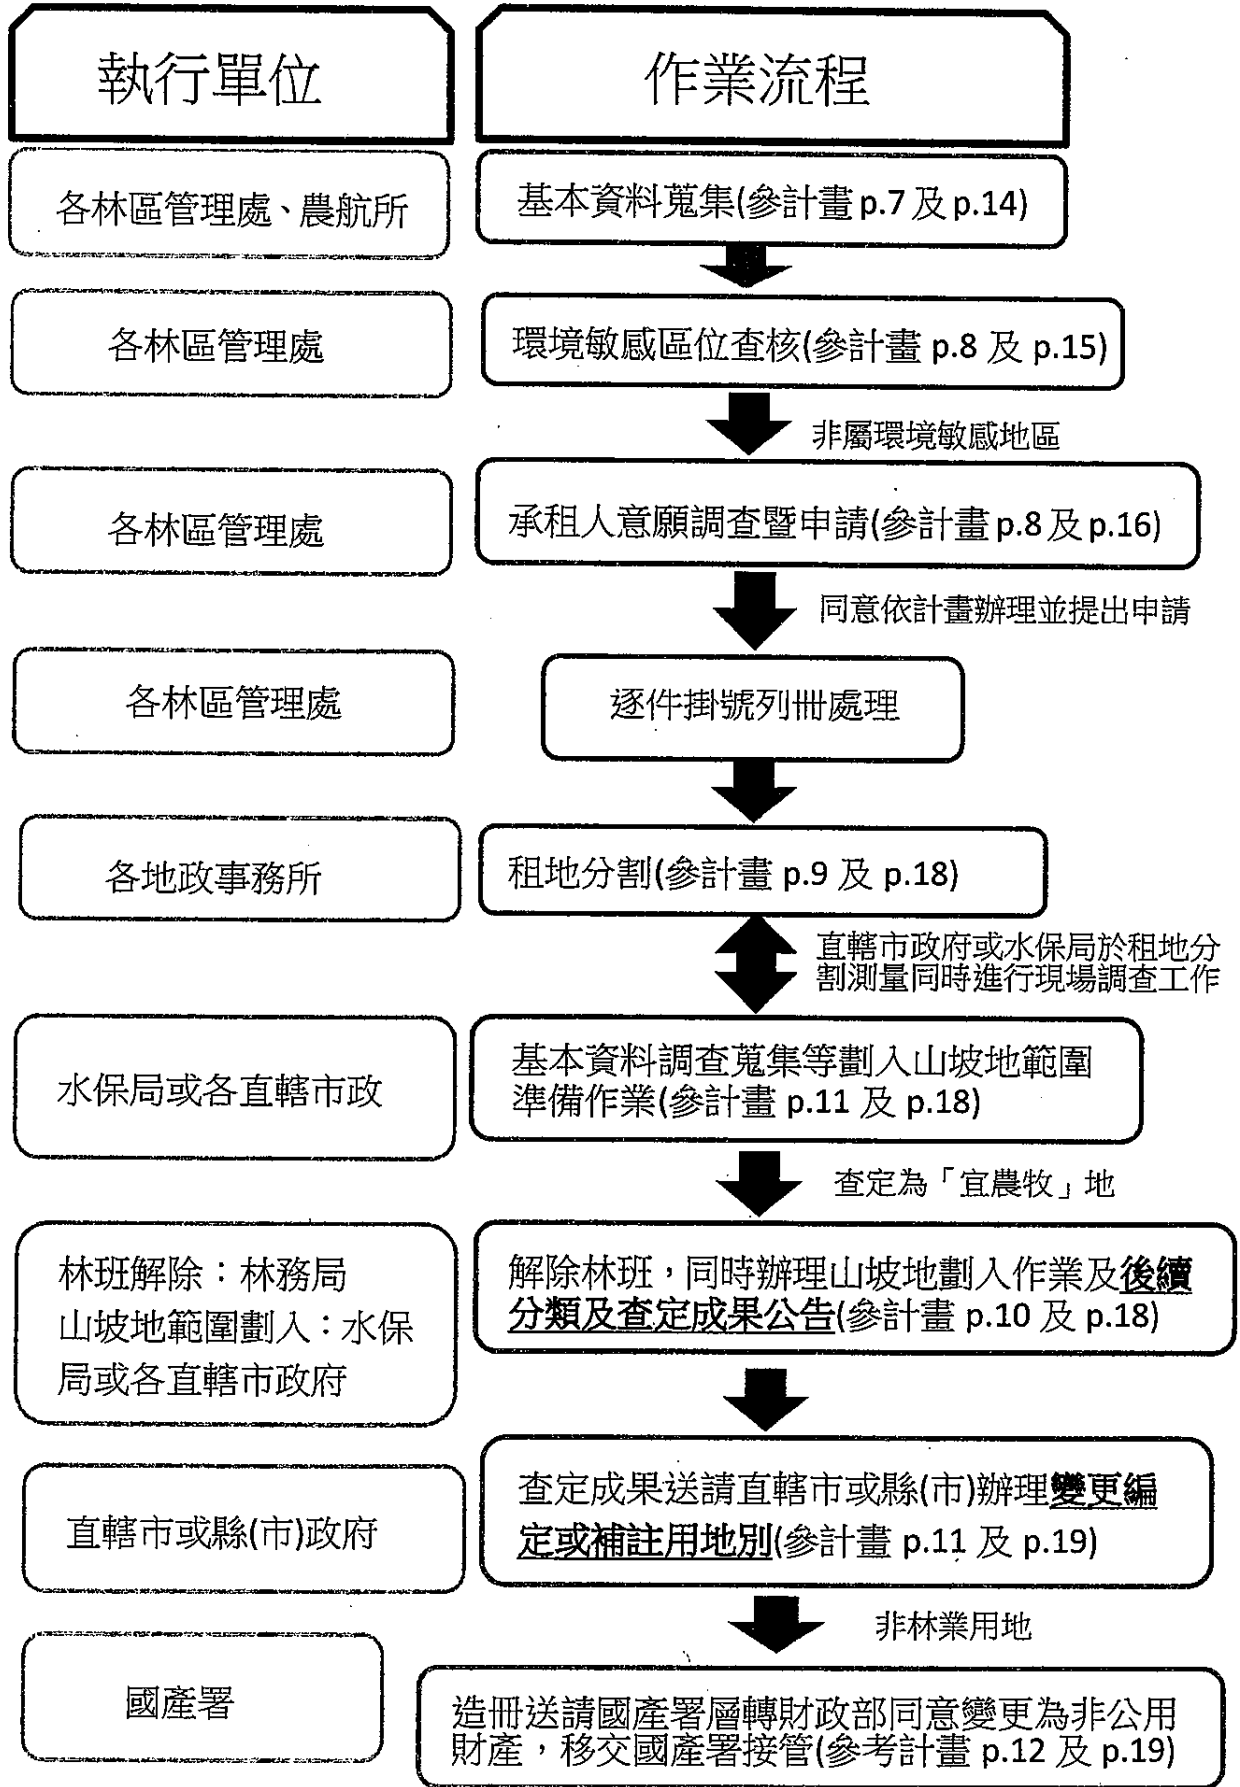 執行單位
作業流程
各林區管理處、農航所
基本資料蒐集(參計畫 p.7 及 p.14)
各林區管理處
環境敏感區位查核(參計畫 p.8 及 p.15)
非屬環境敏感地區
各林區管理處
承租人意願調查暨申請(參計畫 p.8 及 p.16)
同意依計畫辦理並提出申請
各林區管理處
逐件掛號列冊處理
各地政事務所
租地分割(參計畫 p.9 及 p.18)
直轄市政府或水保局於租地分
割測量同時進行現場調查工作
水保局或各直轄市政
基本資料調查蒐集等劃入山坡地範圍
準備作業(參計畫 p.11 及 p.18)
查定為「宜農牧」地
林班解除：林務局
山坡地範圍劃入：水保
局或各直轄市政府
解除林班，同時辦理山坡地劃入作業及後續
分類及查定成果公告(參計畫 p.10 及 p.18)
直轄市或縣(市)政府
查定成果送請直轄市或縣(市)辦理變更編
定或補註用地別(參計畫 p.11 及 p.19)
非林業用地
國產署
造冊送請國產署層轉財政部同意變更為非公用
財產，移交國產署接管(參考計畫 p.12 及 p.19)